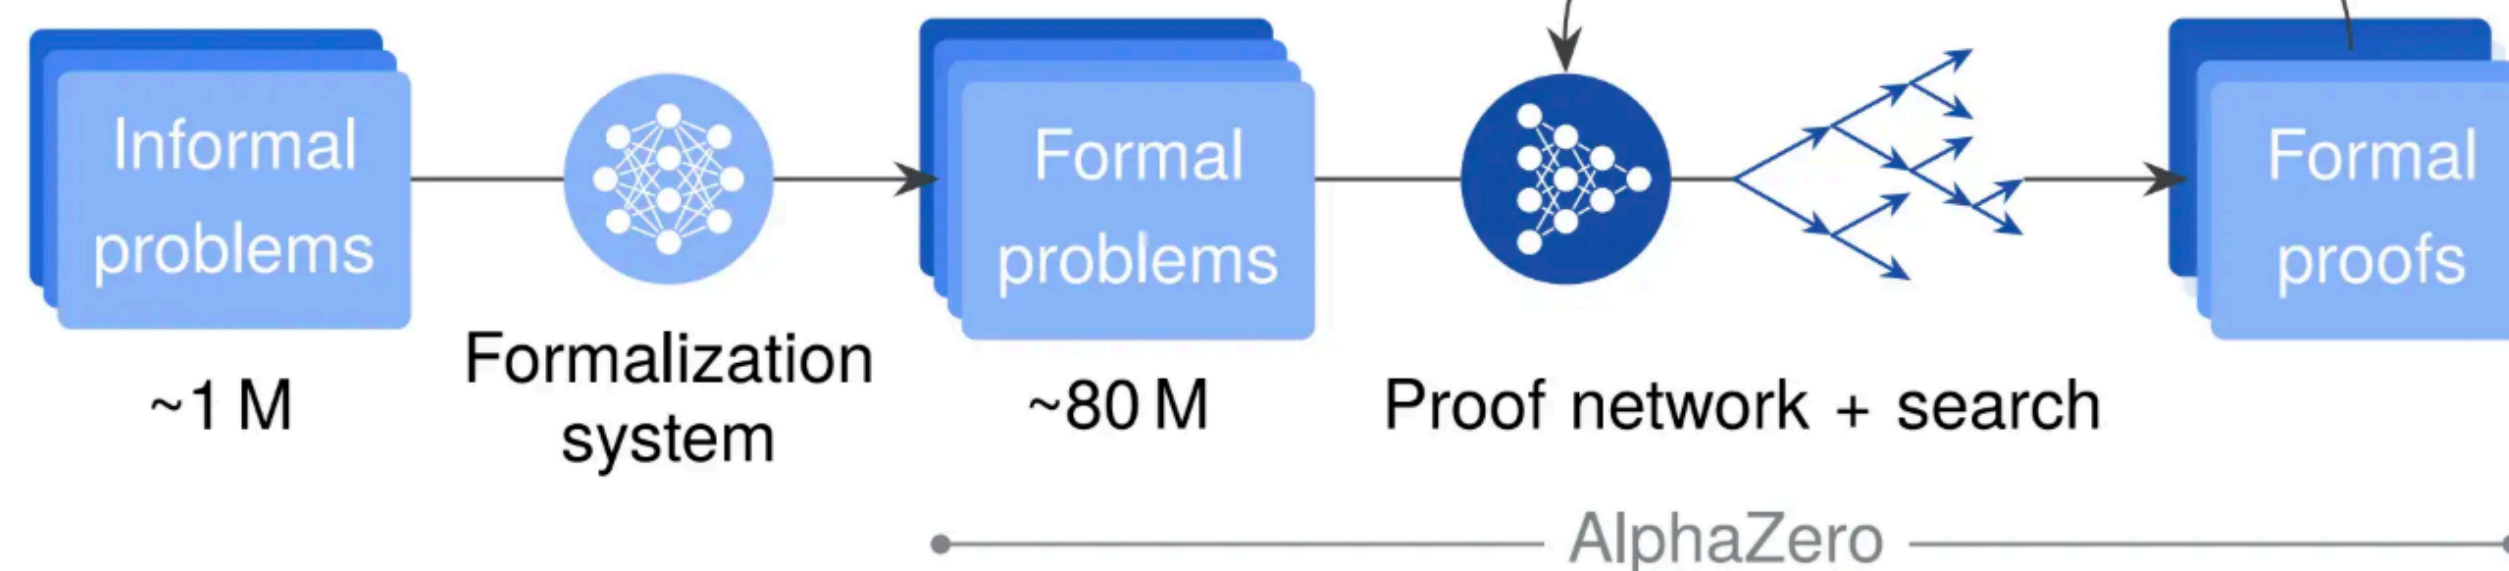 Informal
problems
~1 M
Formalization
system
Formal
problems
~80 M
Proof network + search
Formal
proofs
AlphaZero